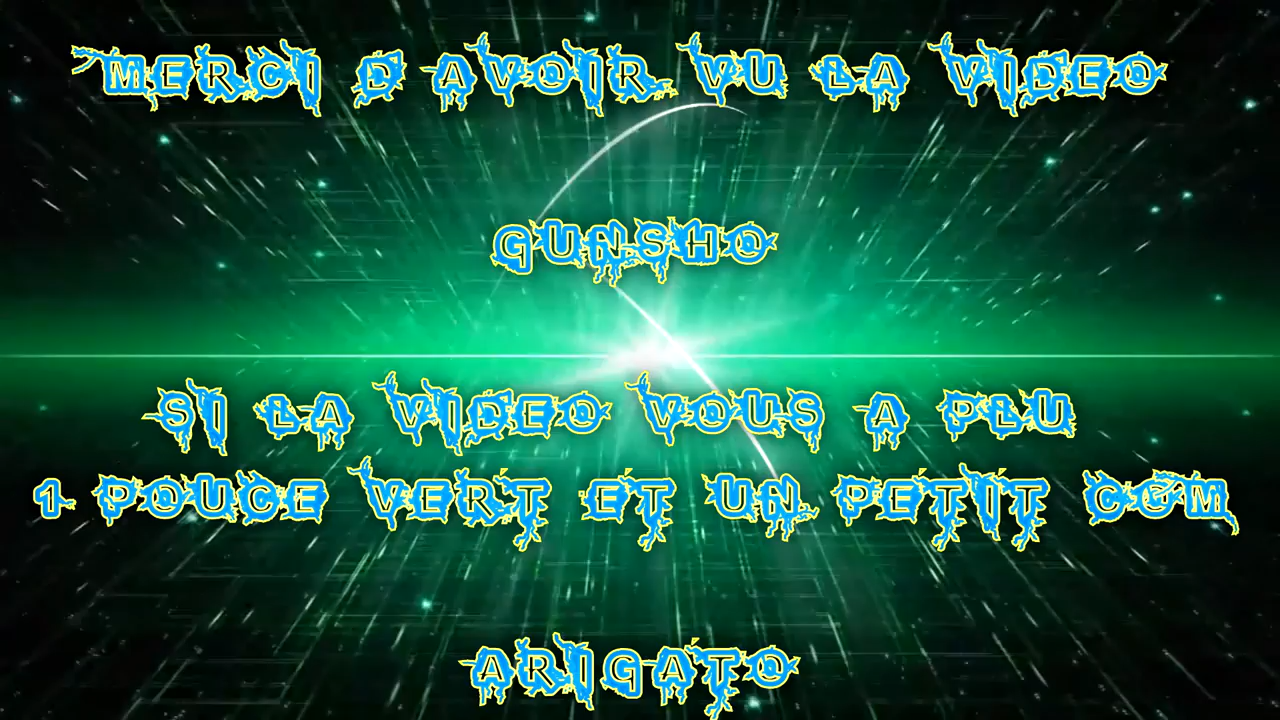 MERCI D AVOIR VU LA VIDEO
GUNSHO
SI LA VIDEO VOUS A PLU
1 POUCE VERT ET UN PETIT COM
ARIGATO